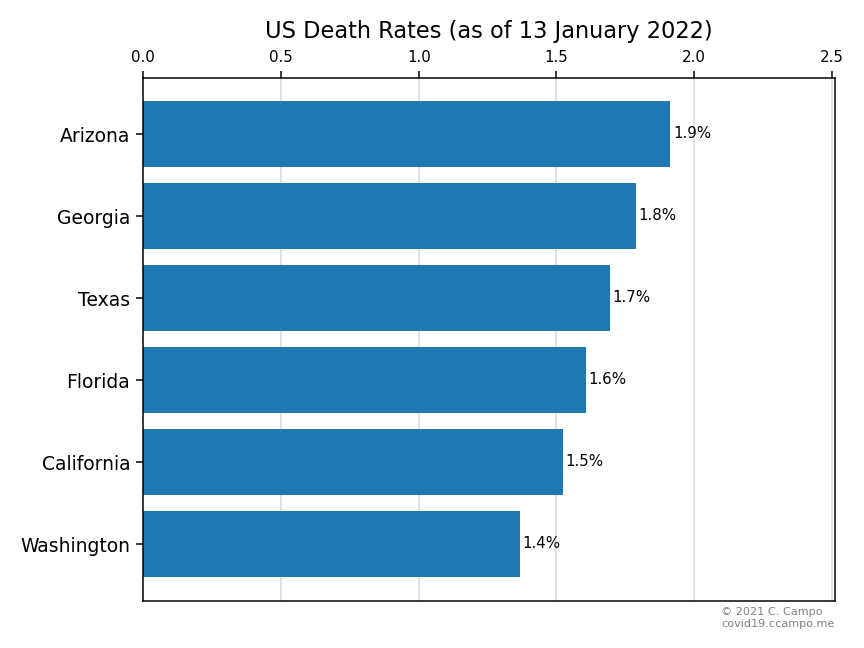 US Death Rates (as of 13 January 2022)
0.0 0.5 1.0 1.5 2.0 2.5
Arizona 1.9%
Georgia 1.8%
Texas 1.7%
Florida 1.6%
California 1.5%
Washington 1.4%
© 2021 C. Campo
covid19.ccampo.me